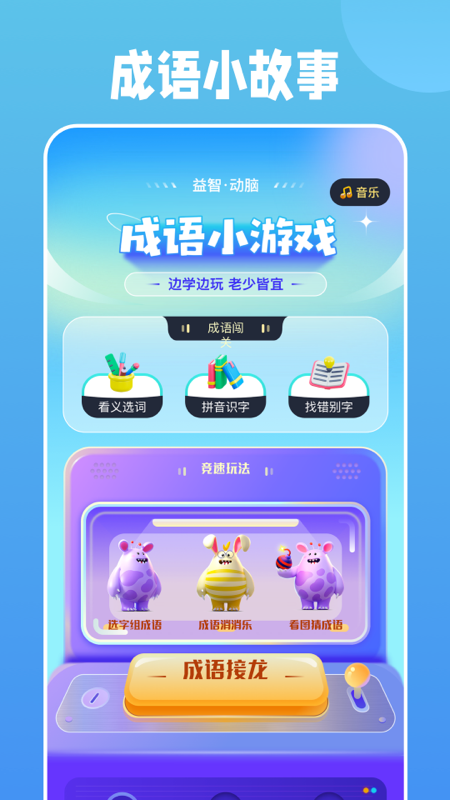 成语小故事
益智·动脑
音乐
成语小游戏
边学边玩 老少皆宜
成语闯
关
看义选词
拼音识字
找错别字
竞速玩法
选字组成语
成语消消乐
看图猜成语
成语接龙